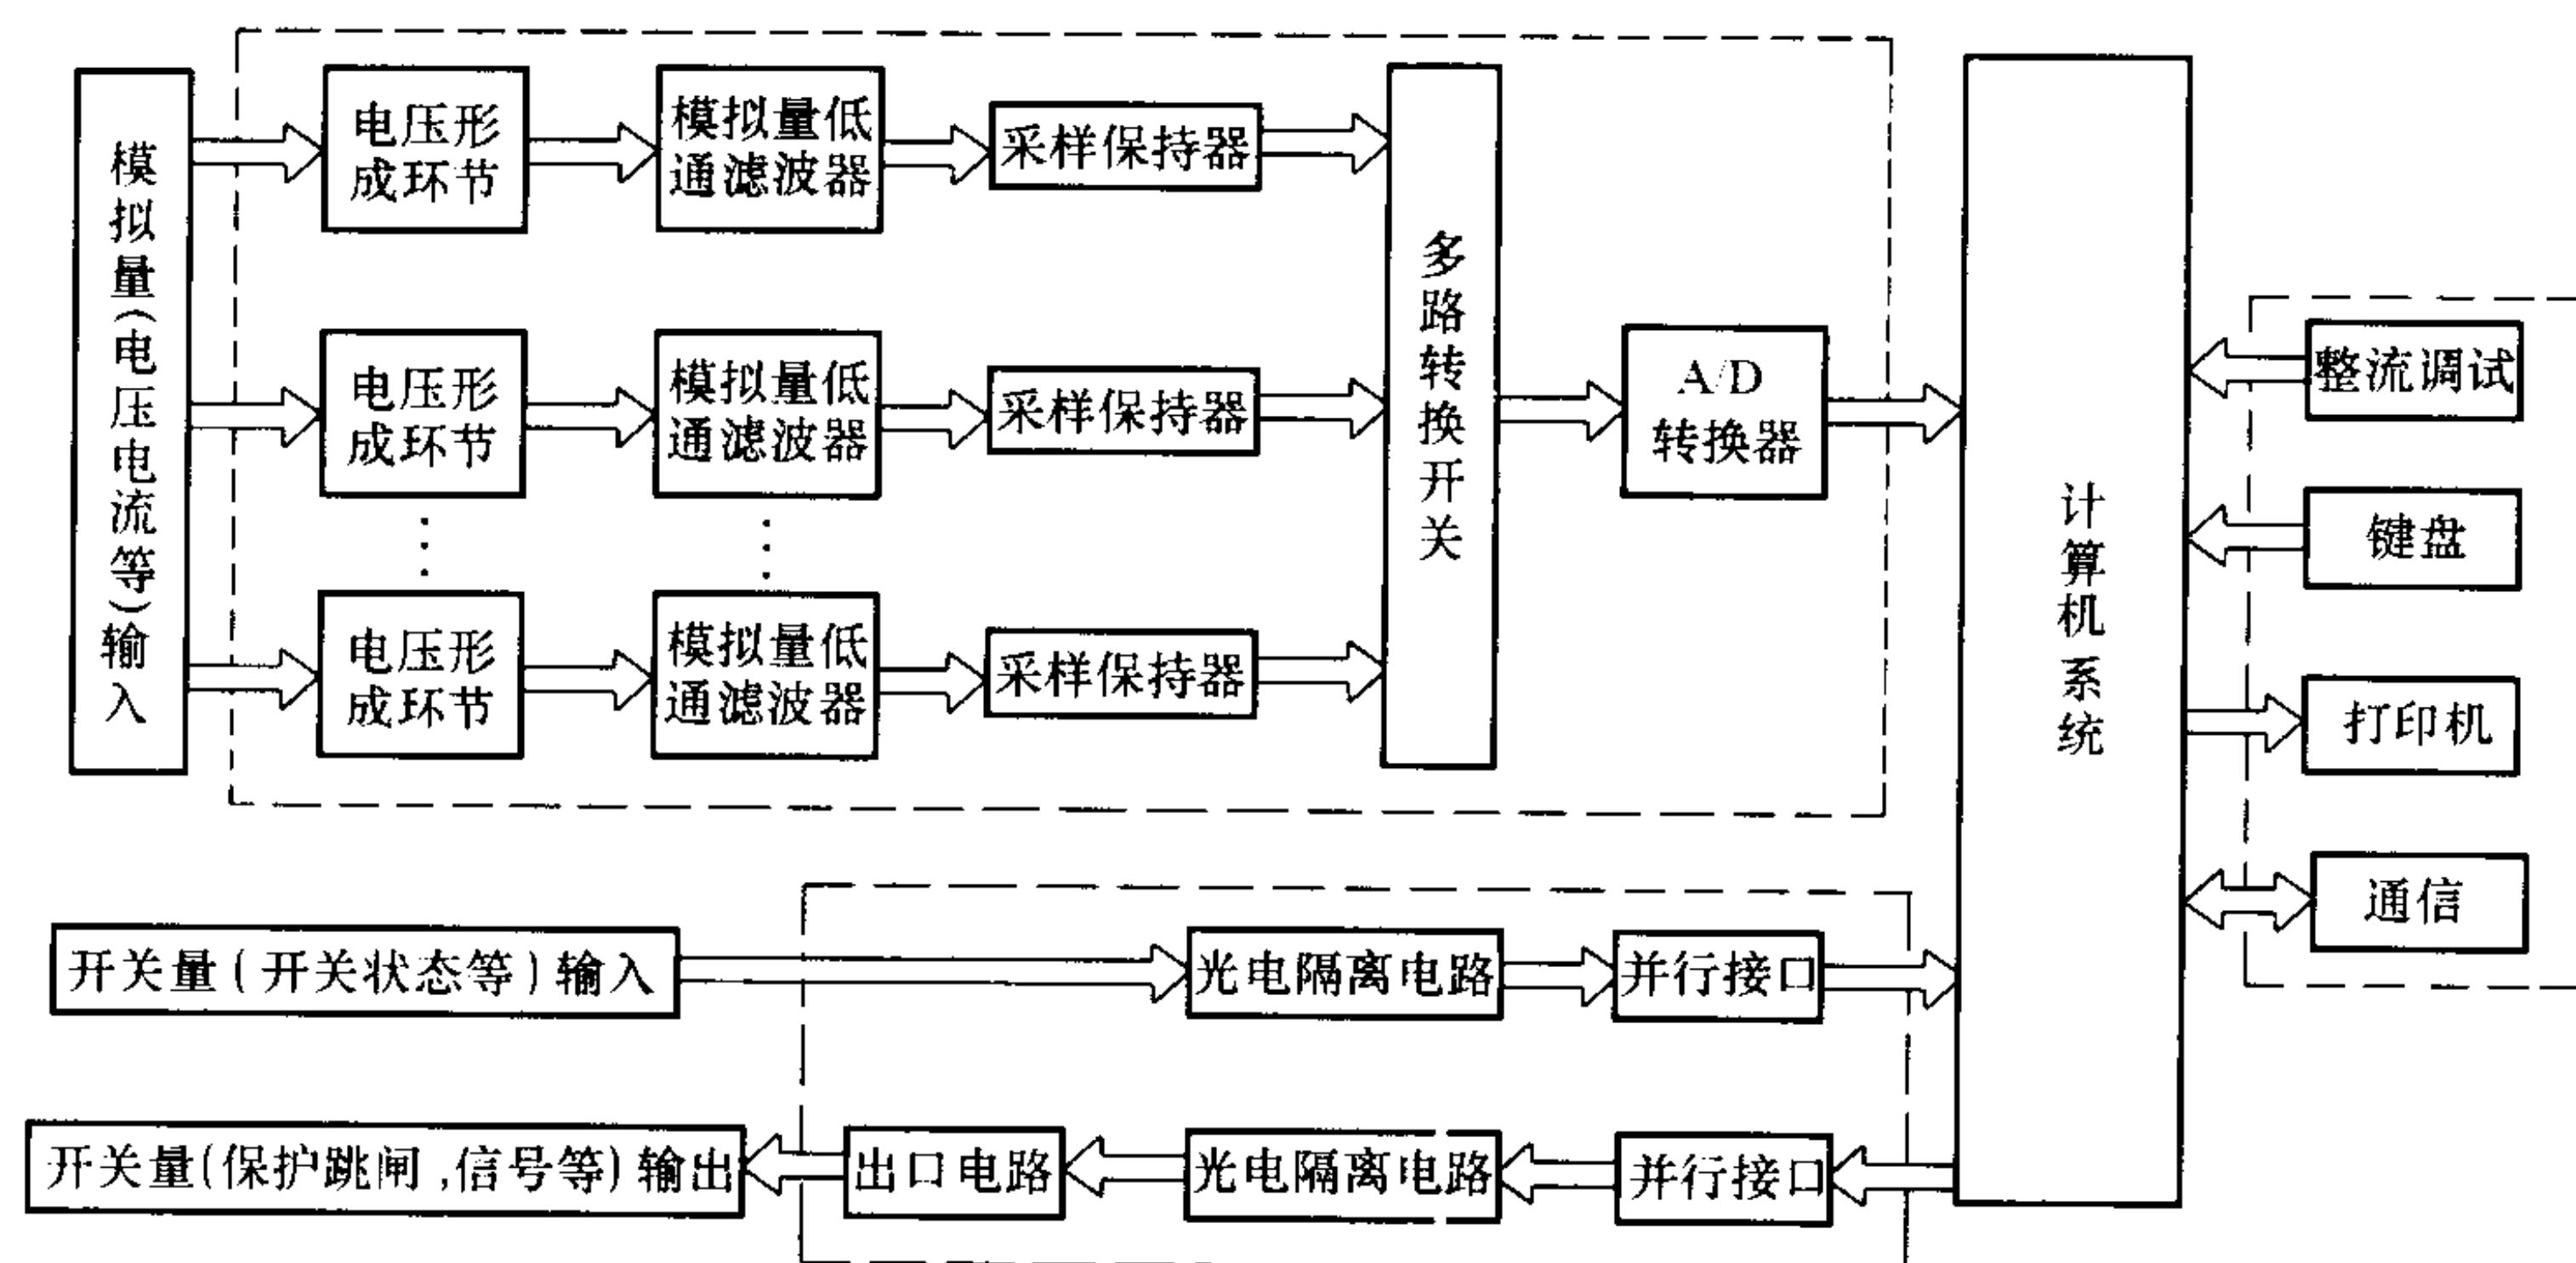 模拟量(电压电流等)输入
电压形
成环节
模拟量低
通滤波器
采样保持器
电压形
成环节
模拟量低
通滤波器
采样保持器
电压形
成环节
模拟量低
通滤波器
采样保持器
多路转换开关
A/D
转换器
计算机系统
整流调试
键盘
打印机
通信
开关量(开关状态等)输入
光电隔离电路
并行接口
开关量(保护跳闸,信号等)输出
出口电路
光电隔离电路
并行接口